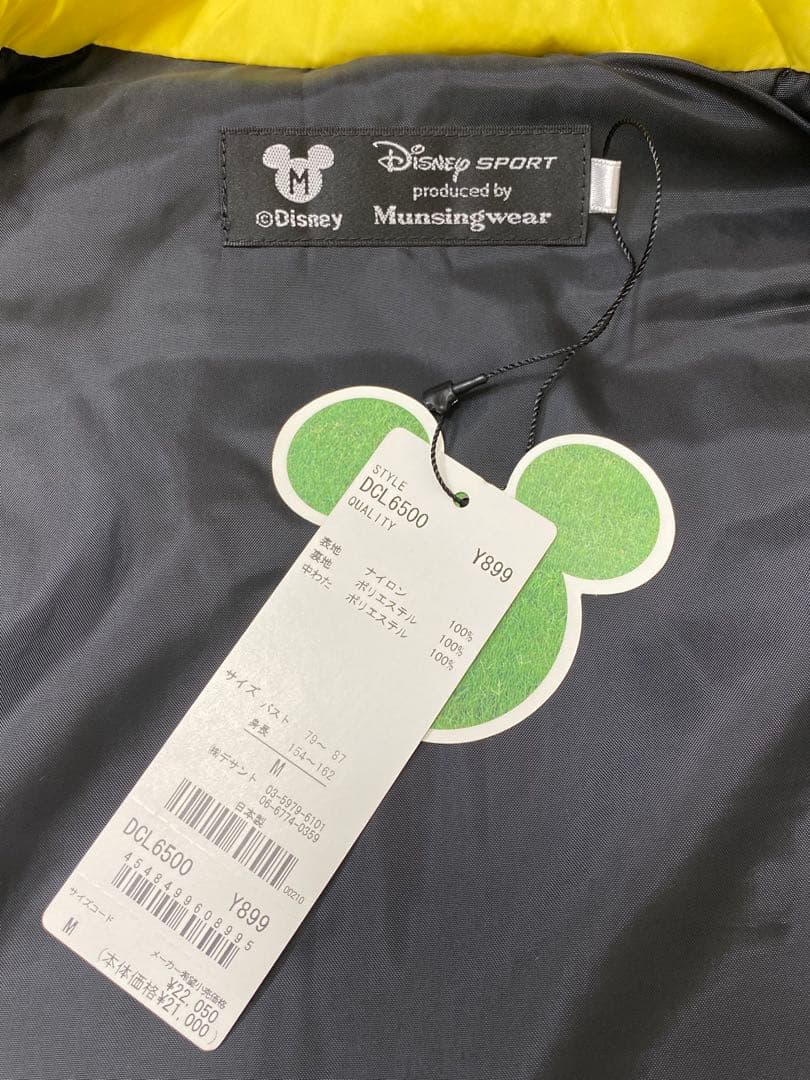 M
©Disney
Disney SPORT
produced by
Munsingwear
STYLE
DCL6500
QUALITY
Y899
表地 ナイロン 100%
裏地 ポリエステル 100%
中わた ポリエステル 100%
サイズ バスト 79～ 87
身長 154～162
M
㈱デサント 03-5979-6101
06-6774-0359
日本製
00210
DCL6500 Y899
4548499608995
サイズコード
M
メーカー希望小売価格
¥22,050
(本体価格¥21,000)